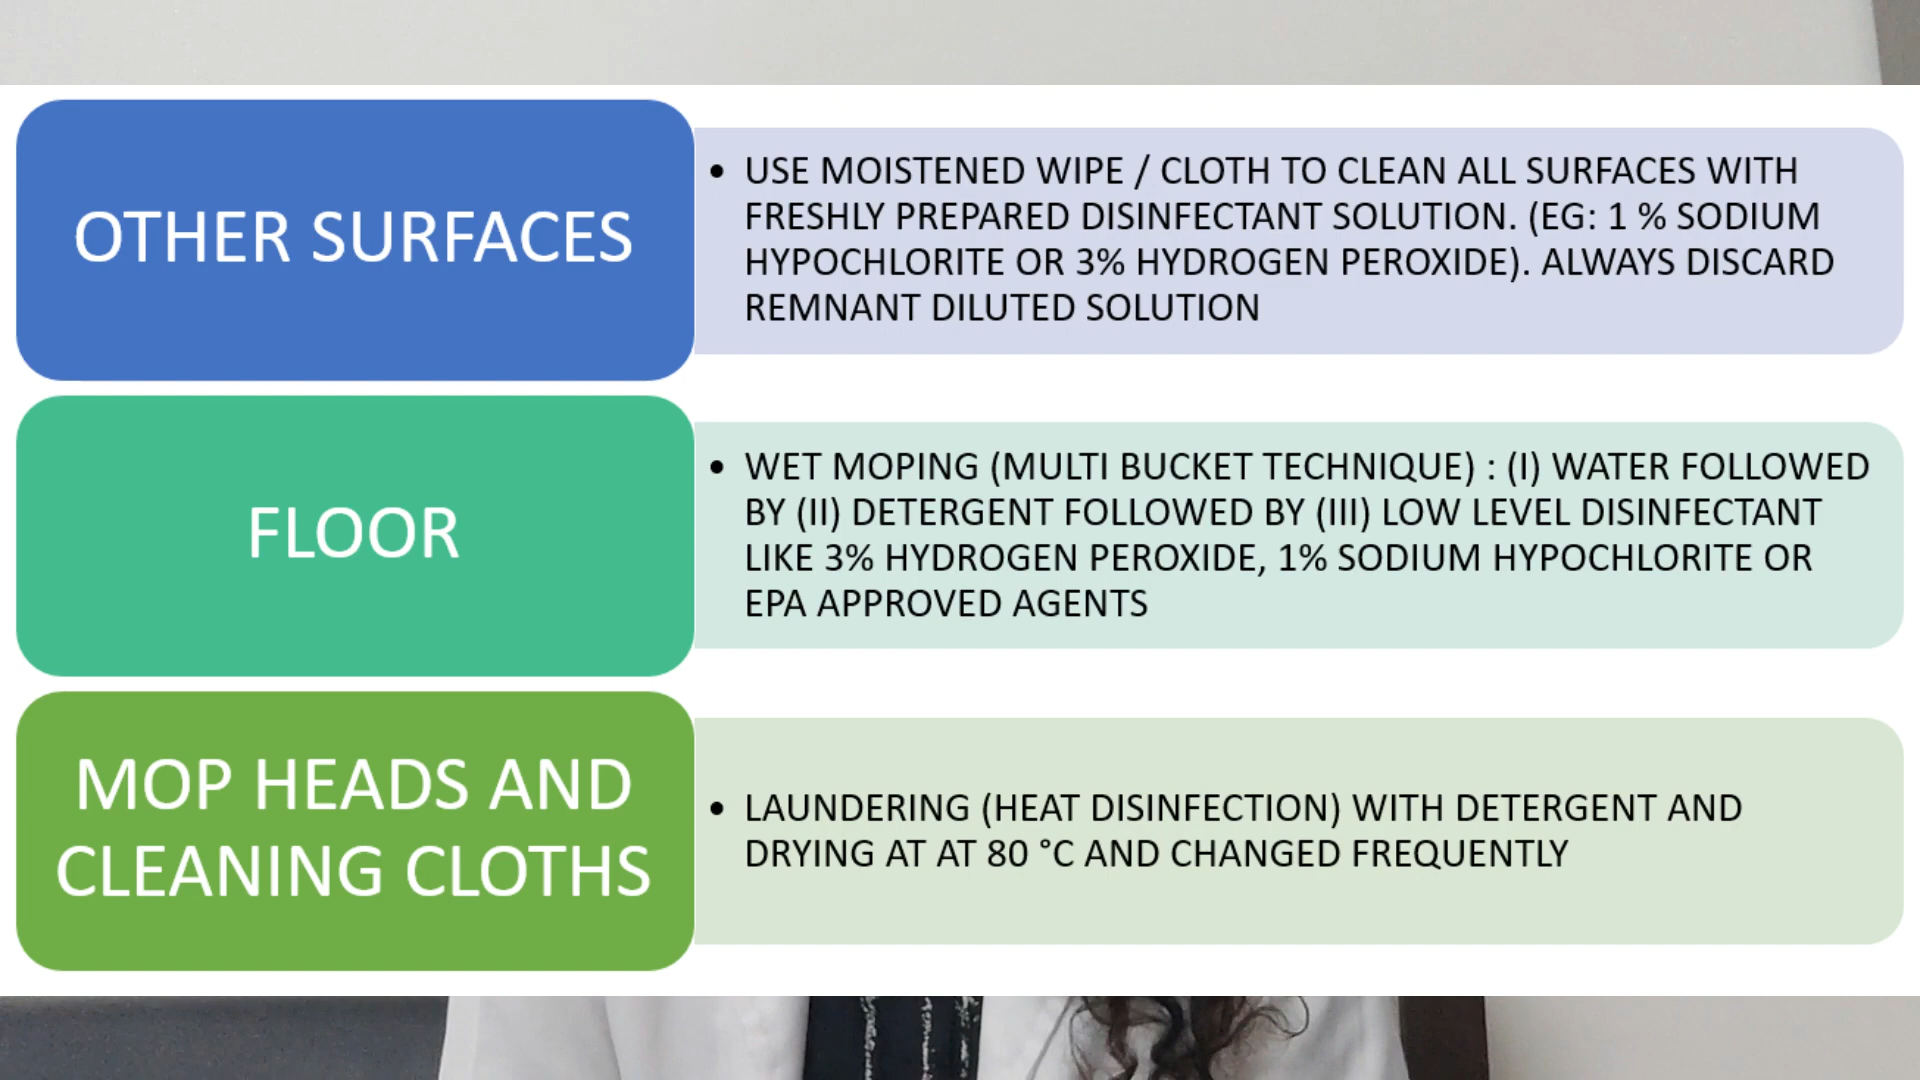 OTHER SURFACES
• USE MOISTENED WIPE / CLOTH TO CLEAN ALL SURFACES WITH
FRESHLY PREPARED DISINFECTANT SOLUTION. (EG: 1 % SODIUM
HYPOCHLORITE OR 3% HYDROGEN PEROXIDE). ALWAYS DISCARD
REMNANT DILUTED SOLUTION
FLOOR
• WET MOPING (MULTI BUCKET TECHNIQUE) : (I) WATER FOLLOWED
BY (II) DETERGENT FOLLOWED BY (III) LOW LEVEL DISINFECTANT
LIKE 3% HYDROGEN PEROXIDE, 1% SODIUM HYPOCHLORITE OR
EPA APPROVED AGENTS
MOP HEADS AND
CLEANING CLOTHS
• LAUNDERING (HEAT DISINFECTION) WITH DETERGENT AND
DRYING AT AT 80 °C AND CHANGED FREQUENTLY